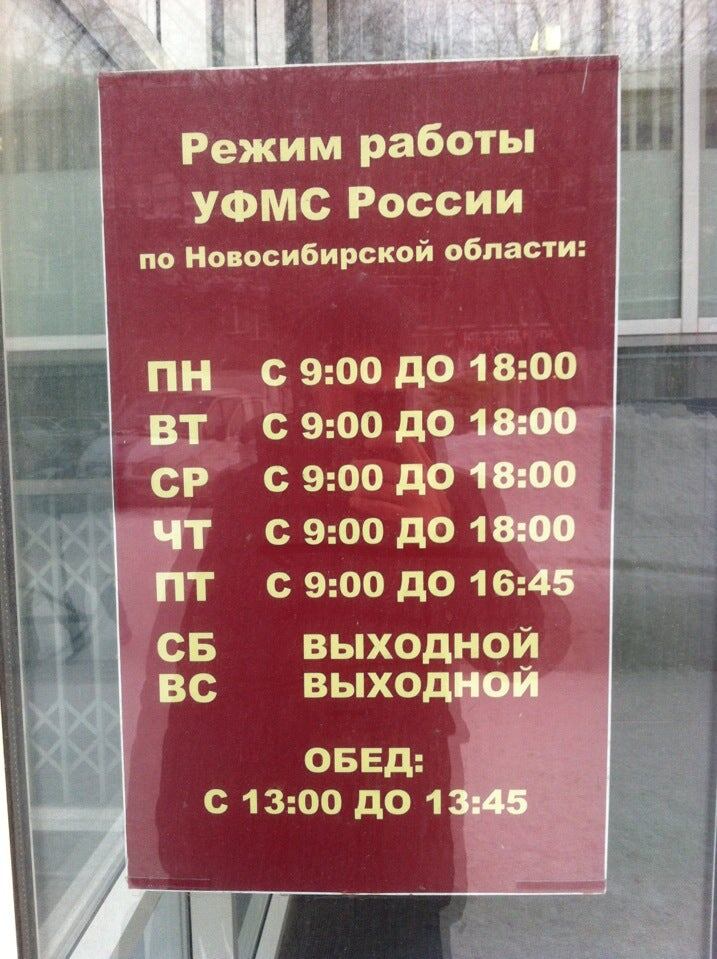 Режим работы
УФМС России
по Новосибирской области:
ПН С 9:00 ДО 18:00
ВТ С 9:00 ДО 18:00
СР С 9:00 ДО 18:00
ЧТ С 9:00 ДО 18:00
ПТ С 9:00 ДО 16:45
СБ ВЫХОДНОЙ
ВС ВЫХОДНОЙ
ОБЕД:
С 13:00 ДО 13:45